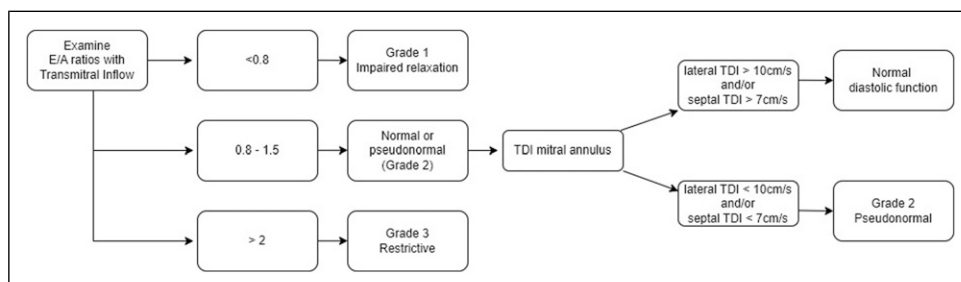 Examine
E/A ratios with
Transmitral Inflow
<0.8
Grade 1
Impaired relaxation
0.8 - 1.5
Normal or
pseudonormal
(Grade 2)
TDI mitral annulus
lateral TDI > 10cm/s
and/or
septal TDI > 7cm/s
Normal
diastolic function
lateral TDI < 10cm/s
and/or
septal TDI < 7cm/s
Grade 2
Pseudonormal
> 2
Grade 3
Restrictive